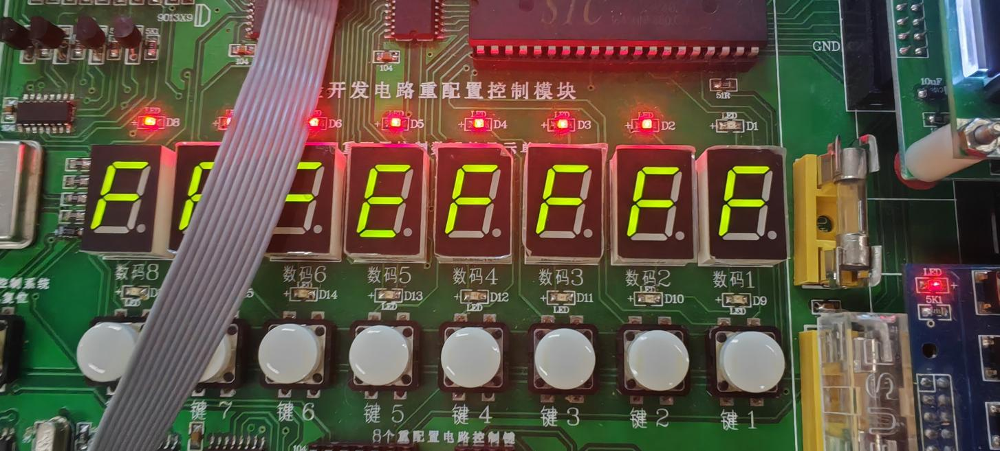 9013X9
5K1
STC
104
104
GND
开发电路重配置控制模块
51R
10uF
LED D8
LED D6
LED D5
LED D4
LED D3
LED D2
LED D1
F
F
E
F
F
F
F
数码8
数码6
数码5
数码4
数码3
数码2
数码1
LED
LED D14
D13 LED
D12 LED
D11 LED
LED D10
D9 LED
LED
5K1
控制系统
复位
键 7
键 6
键 5
键 4
键 3
键 2
键 1
8个重配置电路控制键
104